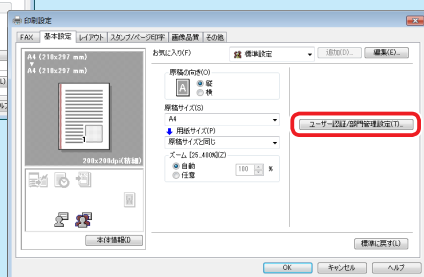 印刷設定
FAX 基本設定 レイアウト スタンプ/ページ印字 画像品質 その他
A4 (210x297 mm)
A4 (210x297 mm)
200x200dpi(精細)
本体情報(I)
お気に入り(F)
標準設定
追加(D)...
編集(E)...
原稿の向き(O)
縦
横
原稿サイズ(S)
A4
用紙サイズ(P)
原稿サイズと同じ
ズーム [25..400%](Z)
自動
任意
100 %
ユーザー認証/部門管理設定(T)...
標準に戻す(L)
OK キャンセル ヘルプ